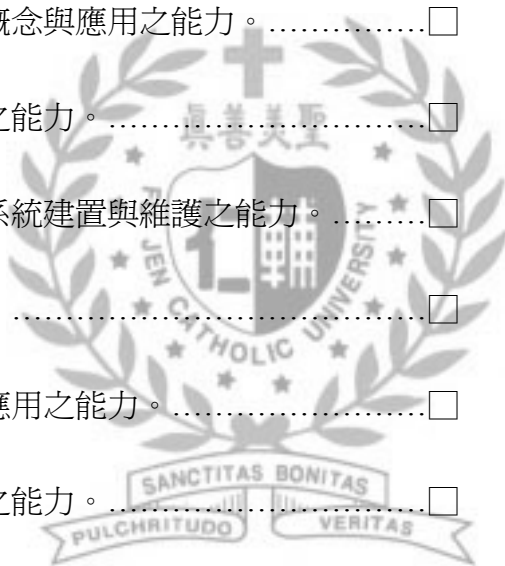 概念與應用之能力。……………□
之能力。…………………………□
真善美聖
系統建置與維護之能力。………□
FU JEN CATHOLIC UNIVERSITY
…………………………………□
應用之能力。……………………□
SANCTITAS BONITAS
之能力。…………………………□
PULCHRITUDO VERITAS